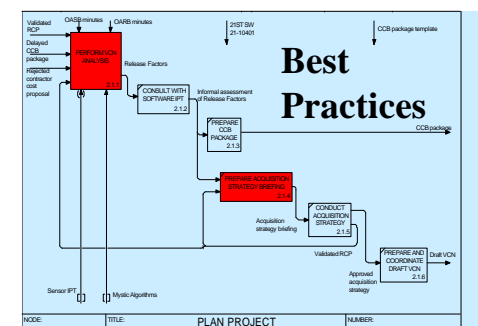 Validated
RCP
OASB minutes
OARB minutes
21ST SW
21-10401
CCB package template
Delayed
CCB
package
Rejected
contractor
cost
proposal
PERFORM VCN
ANALYSIS
2.1.1
Release Factors
Best
Practices
CONSULT WITH
SOFTWARE IPT
2.1.2
Informal assessment
of Release Factors
PREPARE
CCB
PACKAGE
2.1.3
CCB package
PREPARE ACQUISITION
STRATEGY BRIEFING
2.1.4
Acquisition
strategy briefing
CONDUCT
ACQUISITION
STRATEGY
2.1.5
Validated RCP
PREPARE AND
COORDINATE
DRAFT VCN
2.1.6
Draft VCN
Approved
acquisition
strategy
Sensor IPT
Mystic Algorithms
NODE:
TITLE:
PLAN PROJECT
NUMBER: